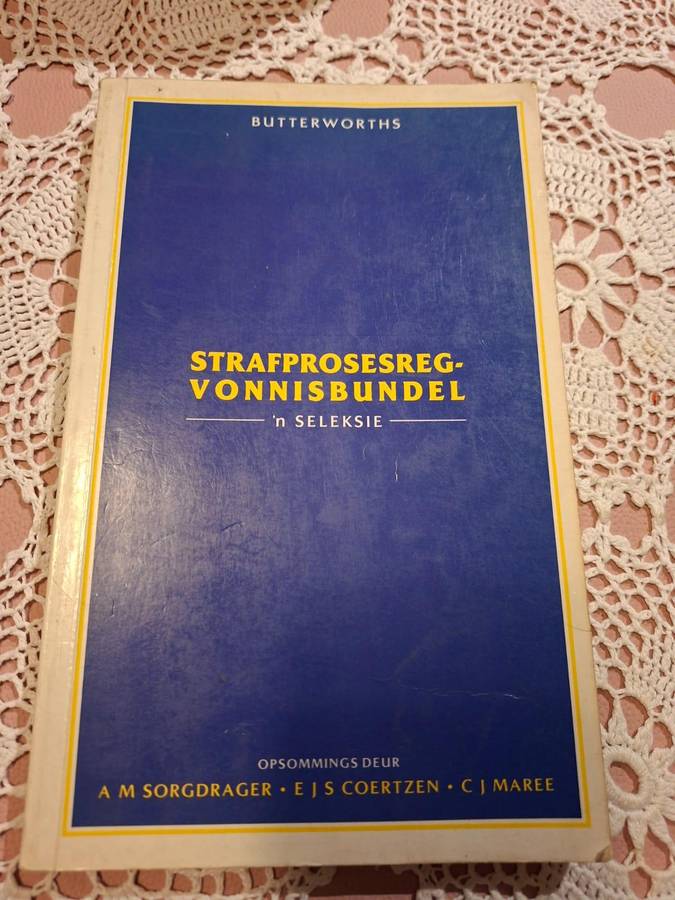 BUTTERWORTHS
STRAFPROSESREG-
VONNISBUNDEL
'n SELEKSIE
OPSOMMINGS DEUR
A M SORGDRAGER • E J S COERTZEN • C J MAREE